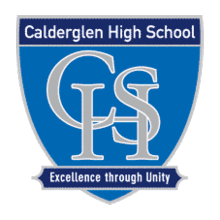 Calderglen High School
CHS
Excellence through Unity